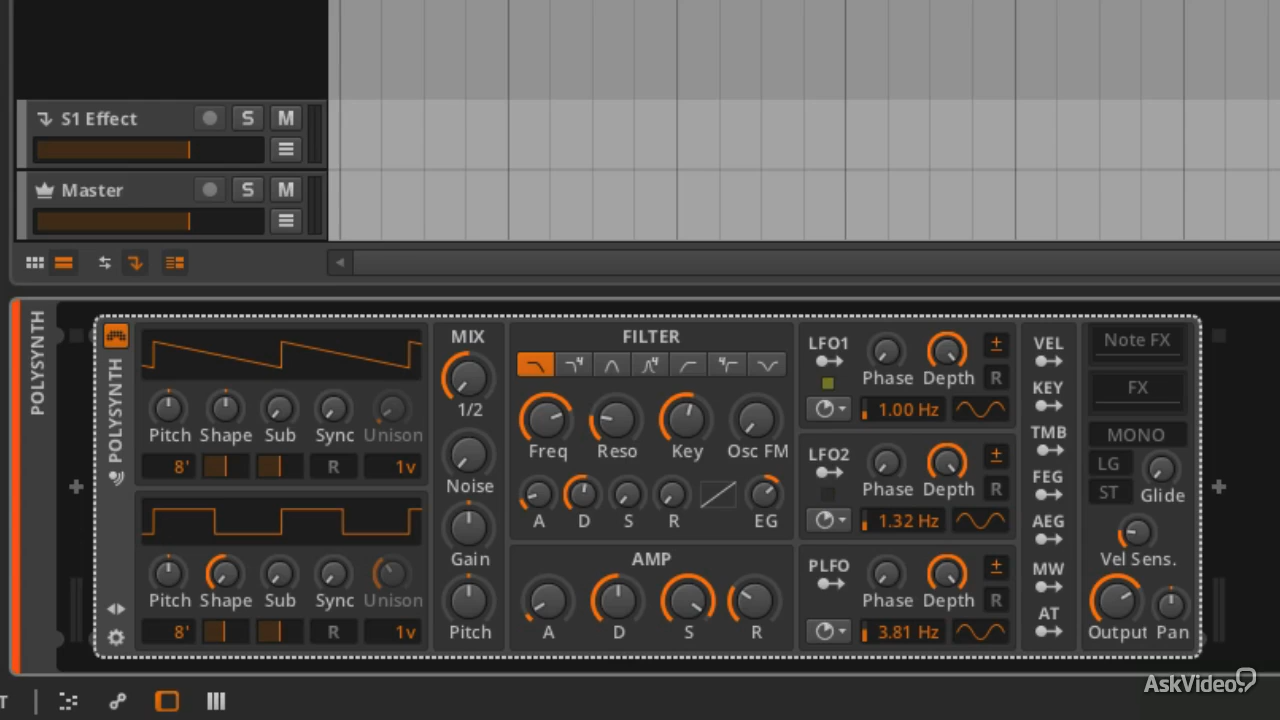 S1 Effect S M
Master S M
POLYSYNTH
POLYSYNTH
Pitch Shape Sub Sync Unison
8' R 1v
Pitch Shape Sub Sync Unison
8' R 1v
MIX
1/2
Noise
Gain
Pitch
FILTER
Freq Reso Key Osc FM
A D S R EG
AMP
A D S R
LFO1 Phase Depth ± R
1.00 Hz
LFO2 Phase Depth ± R
1.32 Hz
PLFO Phase Depth ± R
3.81 Hz
VEL
KEY
TMB
FEG
AEG
MW
AT
Note FX
FX
MONO
LG
ST
Glide
Vel Sens.
Output Pan
T
AskVideo